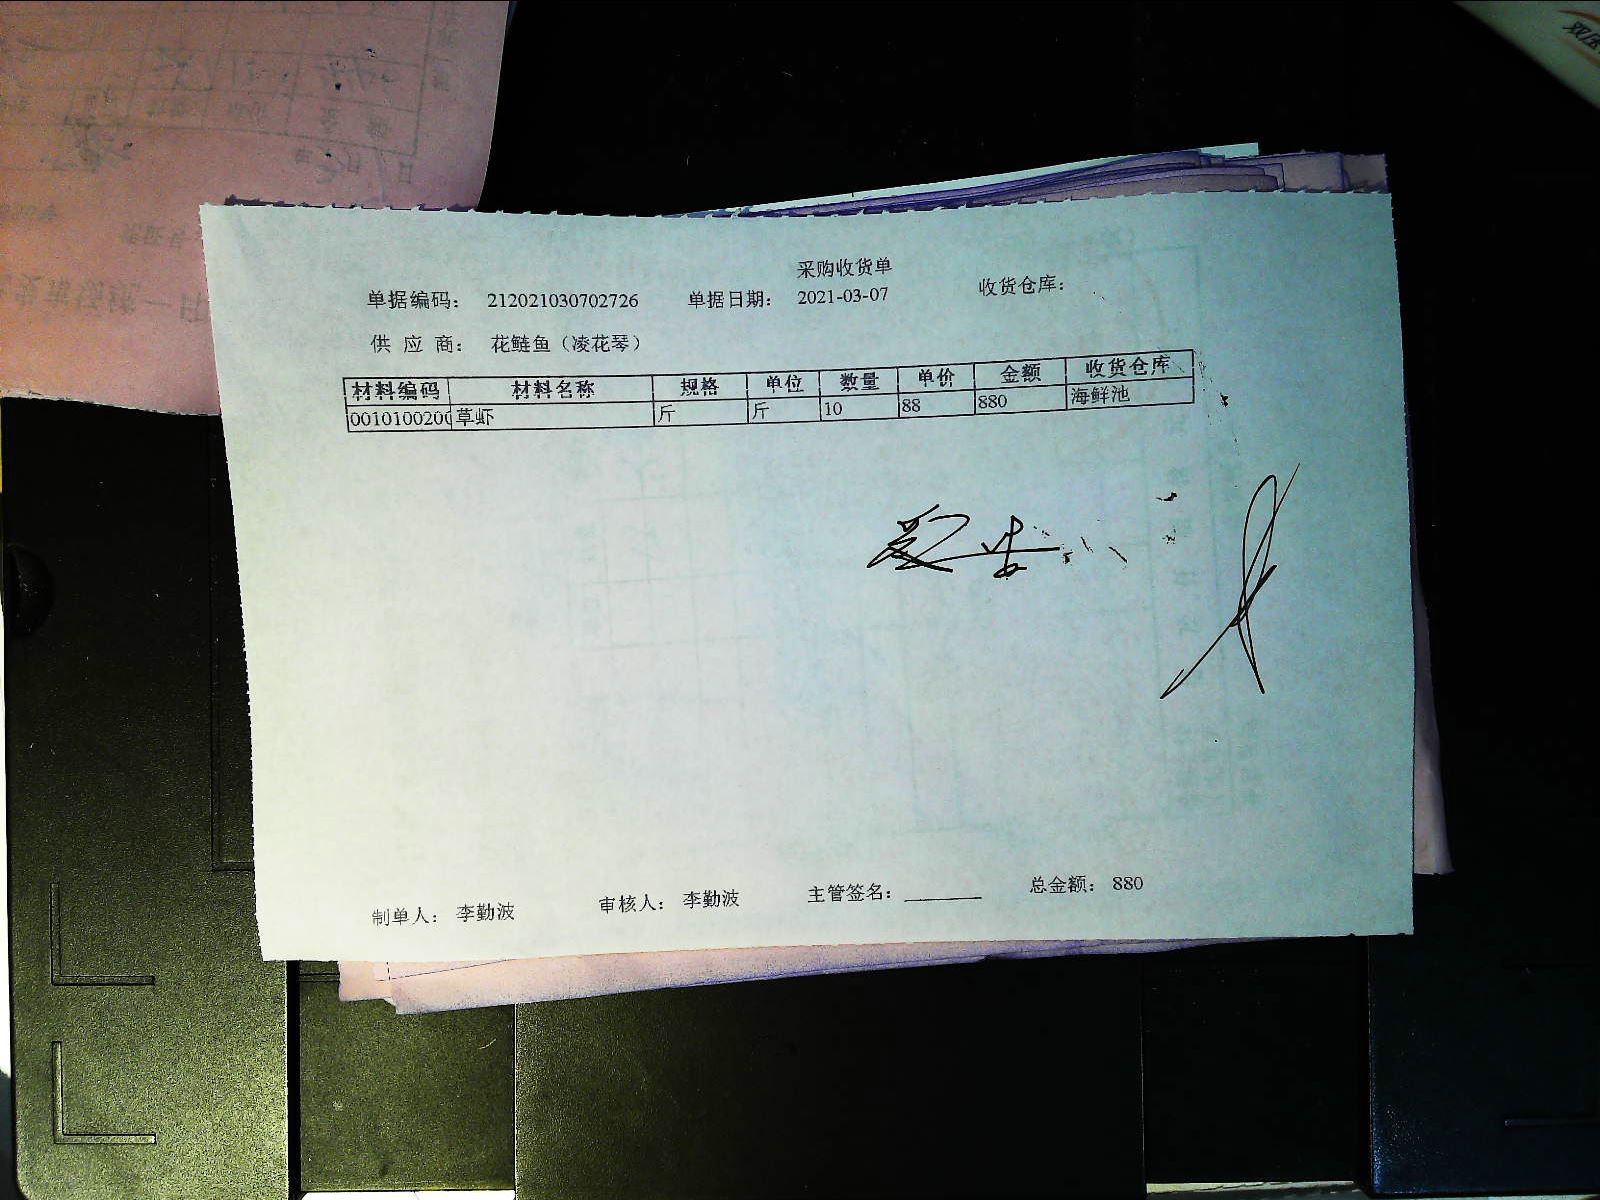 采购收货单
单据编码： 212021030702726 单据日期： 2021-03-07 收货仓库：
供 应 商： 花鲢鱼（凌花琴）
材料编码 材料名称 规格 单位 数量 单价 金额 收货仓库
0010100200 草虾 斤 斤 10 88 880 海鲜池
制单人： 李勤波 审核人： 李勤波 主管签名： 总金额： 880